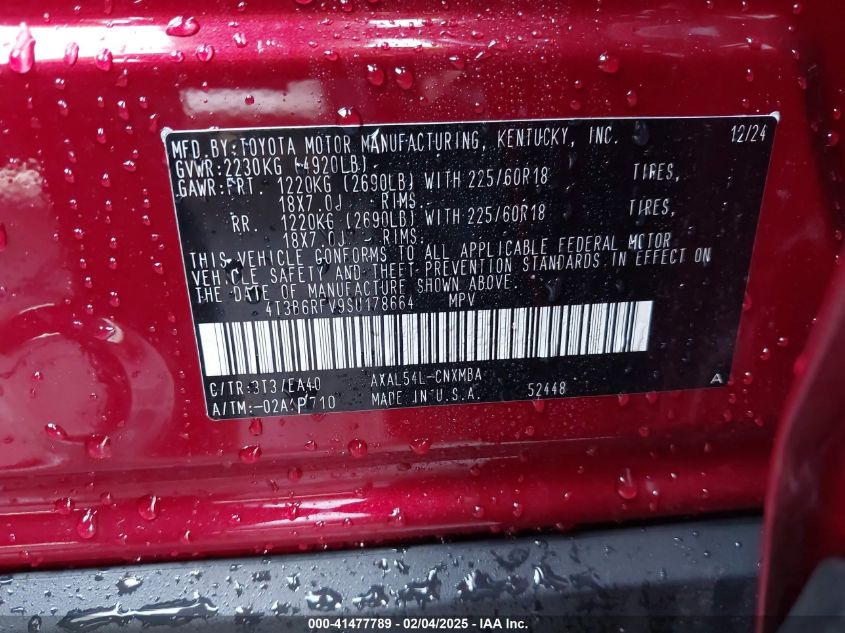 MFD.BY:TOYOTA MOTOR MANUFACTURING, KENTUCKY, INC. 12/24
GVWR:2230KG (4920LB)
GAWR:FRT. 1220KG (2690LB) WITH 225/60R18 TIRES,
18X7.0J RIMS.
RR. 1220KG (2690LB) WITH 225/60R18 TIRES,
18X7.0J RIMS.
THIS VEHICLE CONFORMS TO ALL APPLICABLE FEDERAL MOTOR
VEHICLE SAFETY AND THEFT PREVENTION STANDARDS IN EFFECT ON
THE DATE OF MANUFACTURE SHOWN ABOVE.
4T3B6RFV9SU178664 MPV
C/TR:3T3/EA40 AXAL54L-CNXMBA
A/TM:-02A/P710 MADE IN U.S.A. 52448 A
000-41477789 - 02/04/2025 - IAA Inc.